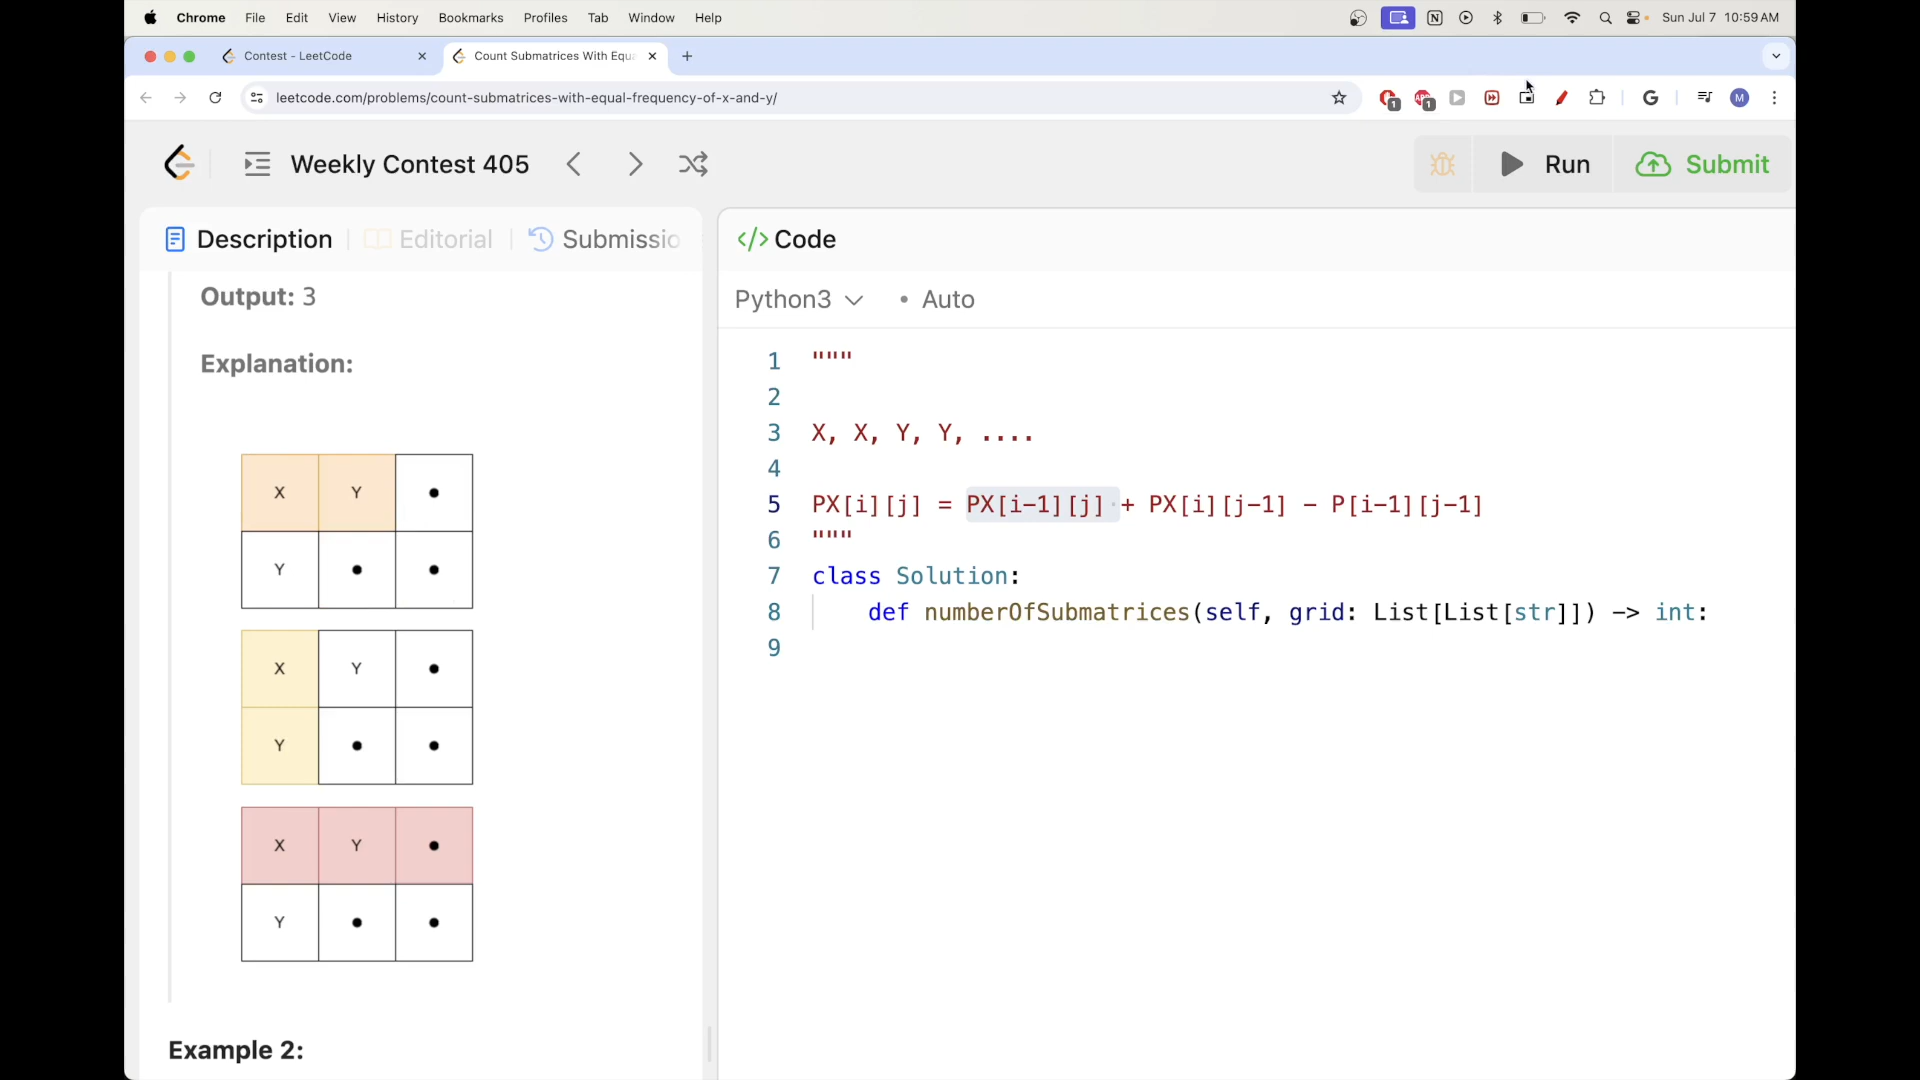 Chrome File Edit View History Bookmarks Profiles Tab Window Help Sun Jul 7 10:59 AM
Contest - LeetCode Count Submatrices With Equa
leetcode.com/problems/count-submatrices-with-equal-frequency-of-x-and-y/ 1 1 G M
Weekly Contest 405 Run Submit
Description Editorial Submissio </> Code
Output: 3 Python3 • Auto
Explanation:
X Y •
Y • •
X Y •
Y • •
X Y •
Y • •
Example 2:
1 """
2
3 X, X, Y, Y, ....
4
5 PX[i][j] = PX[i-1][j] + PX[i][j-1] - P[i-1][j-1]
6 """
7 class Solution:
8 def numberOfSubmatrices(self, grid: List[List[str]]) -> int:
9